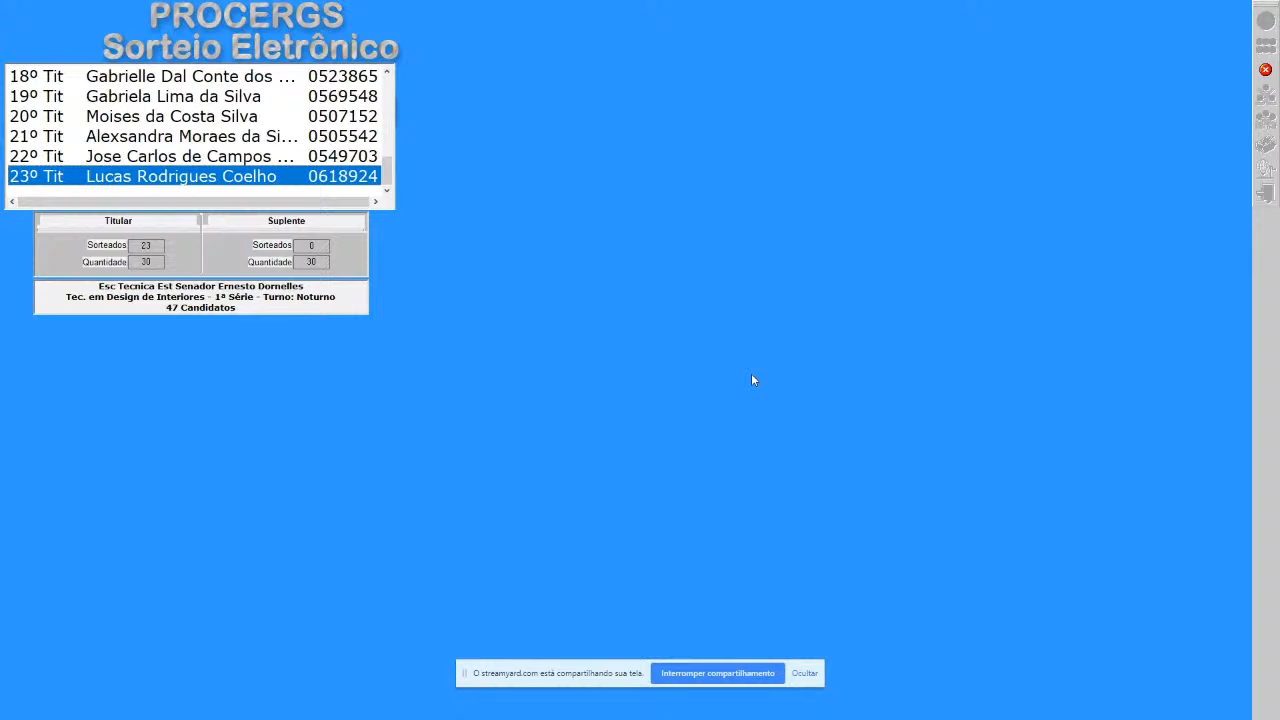 PROCERGS
Sorteio Eletrônico
18º Tit Gabrielle Dal Conte dos ... 0523865
19º Tit Gabriela Lima da Silva 0569548
20º Tit Moises da Costa Silva 0507152
21º Tit Alexsandra Moraes da Si... 0505542
22º Tit Jose Carlos de Campos ... 0549703
23º Tit Lucas Rodrigues Coelho 0618924
Titular Suplente
Sorteados 23 Sorteados 0
Quantidade 30 Quantidade 30
Esc Tecnica Est Senador Ernesto Dornelles
Tec. em Design de Interiores - 1ª Série - Turno: Noturno
47 Candidatos
O streamyard.com está compartilhando sua tela. Interromper compartilhamento Ocultar